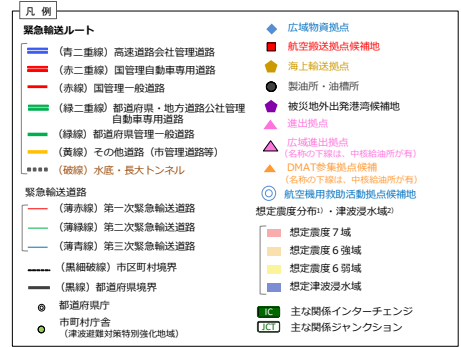 凡 例
緊急輸送ルート
(青二重線) 高速道路会社管理道路
(赤二重線) 国管理自動車専用道路
(赤線) 国管理一般道路
(緑二重線) 都道府県・地方道路公社管理
自動車専用道路
(緑線) 都道府県管理一般道路
(黄線) その他道路（市管理道路等）
(破線) 水底・長大トンネル
緊急輸送道路
(薄赤線) 第一次緊急輸送道路
(薄緑線) 第二次緊急輸送道路
(薄青線) 第三次緊急輸送道路
(黒細破線) 市区町村境界
(黒線) 都道府県境界
都道府県庁
市町村庁舎
（津波避難対策特別強化地域）
広域物資拠点
航空搬送拠点候補地
海上輸送拠点
製油所・油槽所
被災地外出発港湾候補地
進出拠点
広域進出拠点
（名称の下線は、中核給油所が有）
DMAT参集拠点候補
（名称の下線は、中核給油所が有）
航空機用救助活動拠点候補地
想定震度分布1)・津波浸水域2)
想定震度７域
想定震度６強域
想定震度６弱域
想定津波浸水域
IC 主な関係インターチェンジ
JCT 主な関係ジャンクション